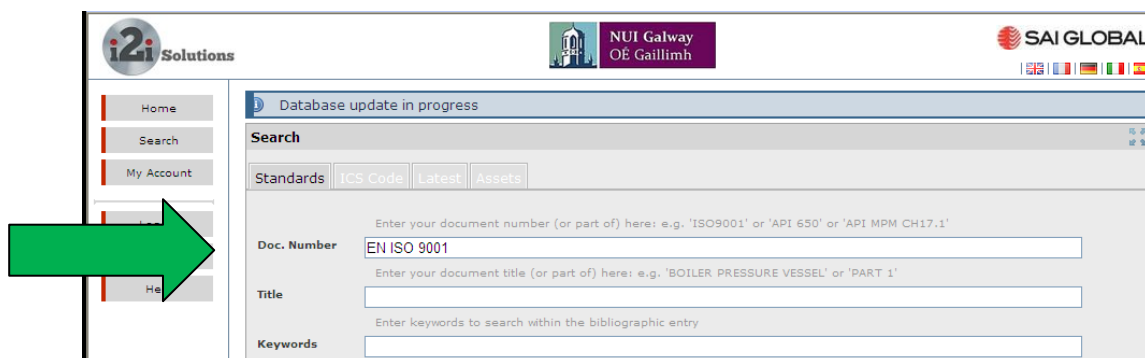 i2i Solutions
NUI Galway
OÉ Gaillimh
SAI GLOBAL
Home
Search
My Account
Database update in progress
Search
Standards ICS Code Latest Assets
Enter your document number (or part of) here: e.g. 'ISO9001' or 'API 650' or 'API MPM CH17.1'
Doc. Number EN ISO 9001
Enter your document title (or part of) here: e.g. 'BOILER PRESSURE VESSEL' or 'PART 1'
Title
Enter keywords to search within the bibliographic entry
Keywords